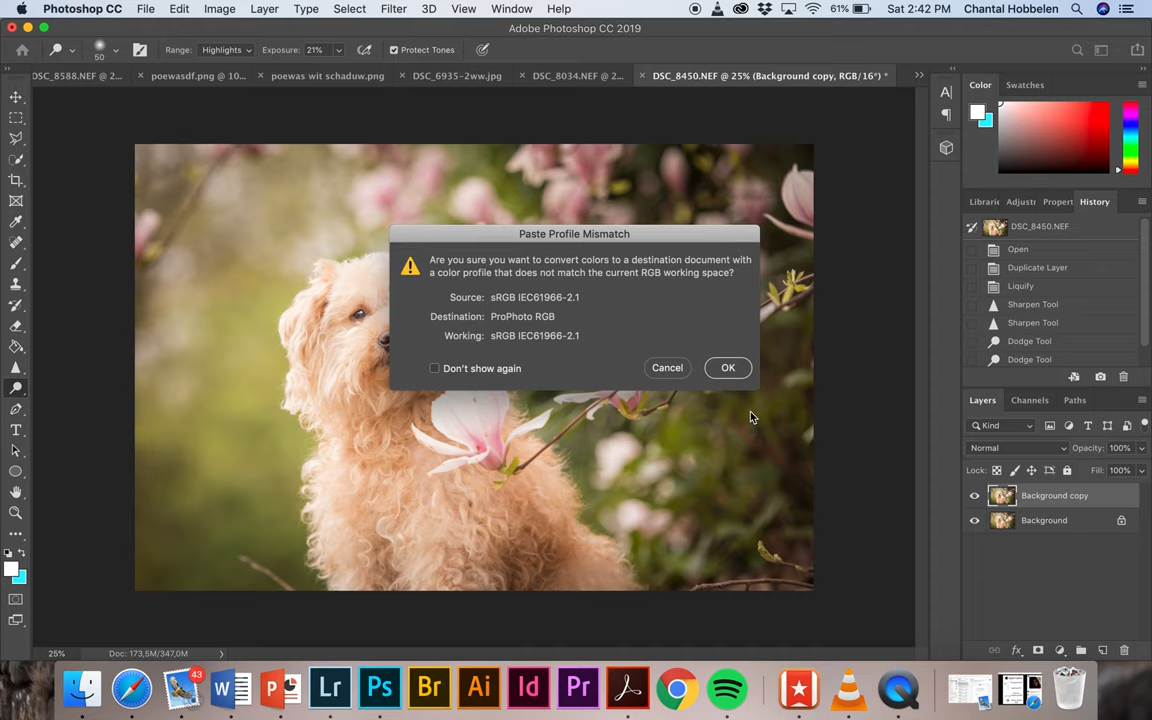 Photoshop CC File Edit Image Layer Type Select Filter 3D View Window Help 61% Sat 2:42 PM Chantal Hobbelen
Adobe Photoshop CC 2019
50 Range: Highlights Exposure: 21% Protect Tones
DSC_8588.NEF @ 2... poewasdf.png @ 10... poewas wit schaduw.png DSC_6935-2ww.jpg DSC_8034.NEF @ 2... DSC_8450.NEF @ 25% (Background copy, RGB/16*) *
Color Swatches
Paste Profile Mismatch
Are you sure you want to convert colors to a destination document with
a color profile that does not match the current RGB working space?
Source: sRGB IEC61966-2.1
Destination: ProPhoto RGB
Working: sRGB IEC61966-2.1
Don't show again Cancel OK
Librari Adjustr Propert History
DSC_8450.NEF
Open
Duplicate Layer
Liquify
Sharpen Tool
Sharpen Tool
Dodge Tool
Dodge Tool
Layers Channels Paths
Kind
Normal Opacity: 100%
Lock: Fill: 100%
Background copy
Background
fx
25% Doc: 173,5M/347,0M
43
W P Lr Ps Br Ai Id Pr